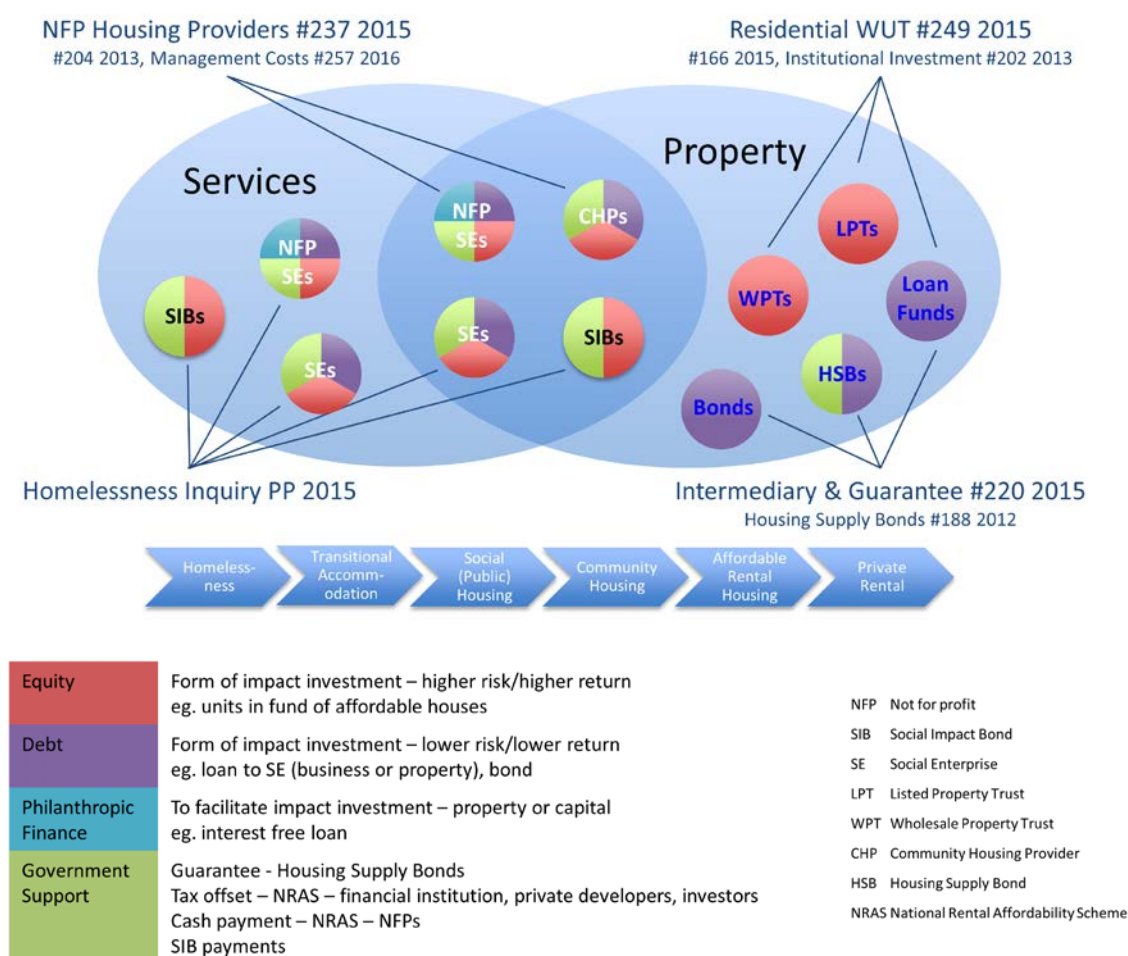 NFP Housing Providers #237 2015
#204 2013, Management Costs #257 2016
Residential WUT #249 2015
#166 2015, Institutional Investment #202 2013
Services
Property
NFP
SEs
CHPs
LPTs
NFP
SEs
WPTs
Loan
Funds
SIBs
SEs
SIBs
SEs
HSBs
Bonds
Homelessness Inquiry PP 2015
Intermediary & Guarantee #220 2015
Housing Supply Bonds #188 2012
Homeless-
ness
Transitional
Accomm-
odation
Social
(Public)
Housing
Community
Housing
Affordable
Rental
Housing
Private
Rental
Equity
Form of impact investment – higher risk/higher return
eg. units in fund of affordable houses
Debt
Form of impact investment – lower risk/lower return
eg. loan to SE (business or property), bond
Philanthropic
Finance
To facilitate impact investment – property or capital
eg. interest free loan
Government
Support
Guarantee - Housing Supply Bonds
Tax offset – NRAS – financial institution, private developers, investors
Cash payment – NRAS – NFPs
SIB payments
NFP Not for profit
SIB Social Impact Bond
SE Social Enterprise
LPT Listed Property Trust
WPT Wholesale Property Trust
CHP Community Housing Provider
HSB Housing Supply Bond
NRAS National Rental Affordability Scheme